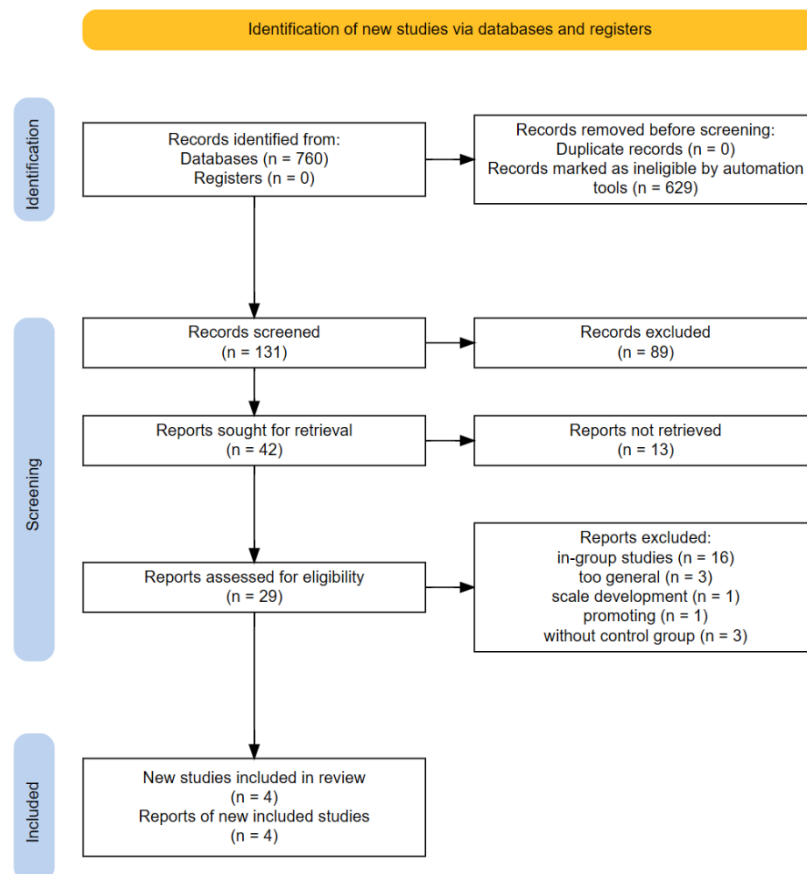 Identification of new studies via databases and registers
Identification
Records identified from:
Databases (n = 760)
Registers (n = 0)
Records removed before screening:
Duplicate records (n = 0)
Records marked as ineligible by automation
tools (n = 629)
Screening
Records screened
(n = 131)
Records excluded
(n = 89)
Reports sought for retrieval
(n = 42)
Reports not retrieved
(n = 13)
Reports assessed for eligibility
(n = 29)
Reports excluded:
in-group studies (n = 16)
too general (n = 3)
scale development (n = 1)
promoting (n = 1)
without control group (n = 3)
Included
New studies included in review
(n = 4)
Reports of new included studies
(n = 4)